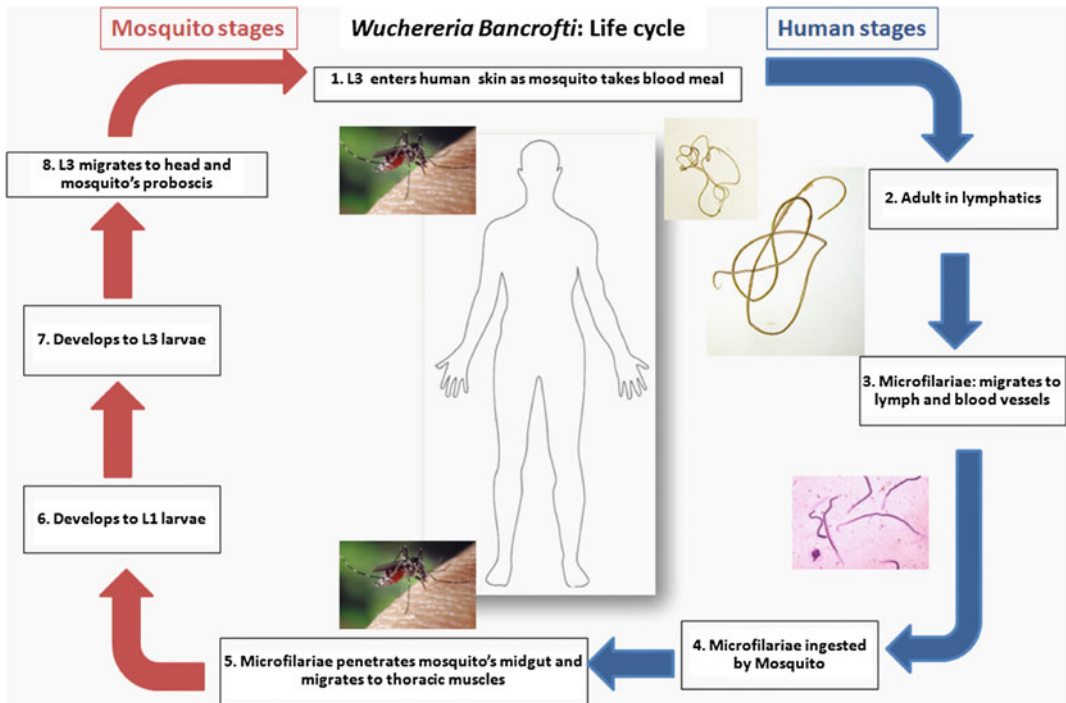 Mosquito stages
Wuchereria Bancrofti: Life cycle
Human stages
1. L3 enters human skin as mosquito takes blood meal
2. Adult in lymphatics
3. Microfilariae: migrates to
lymph and blood vessels
4. Microfilariae ingested
by Mosquito
5. Microfilariae penetrates mosquito's midgut and
migrates to thoracic muscles
6. Develops to L1 larvae
7. Develops to L3 larvae
8. L3 migrates to head and
mosquito's proboscis